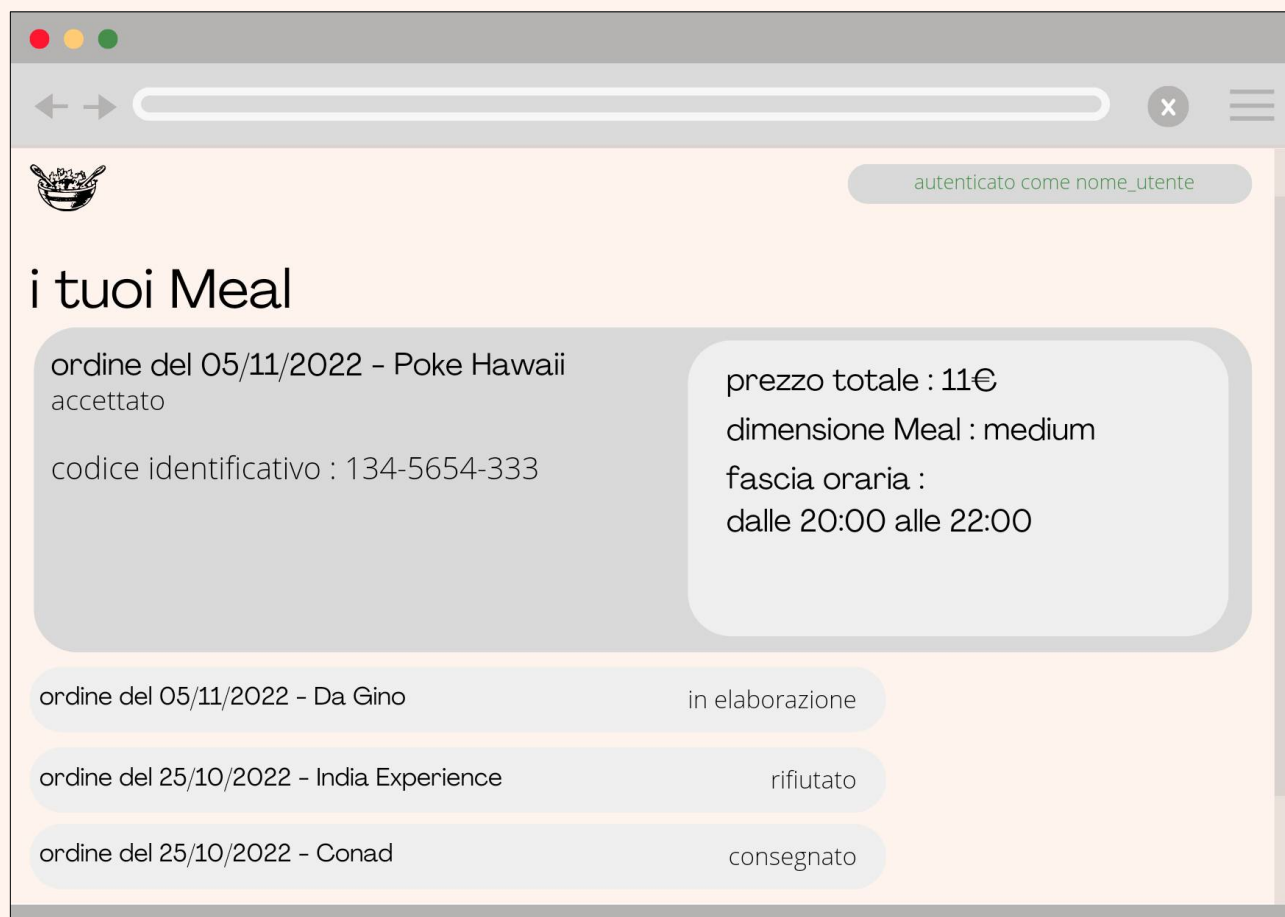 x
autenticato come nome_utente
i tuoi Meal
ordine del 05/11/2022 - Poke Hawaii
accettato
codice identificativo : 134-5654-333
prezzo totale : 11€
dimensione Meal : medium
fascia oraria :
dalle 20:00 alle 22:00
ordine del 05/11/2022 - Da Gino
in elaborazione
ordine del 25/10/2022 - India Experience
rifiutato
ordine del 25/10/2022 - Conad
consegnato